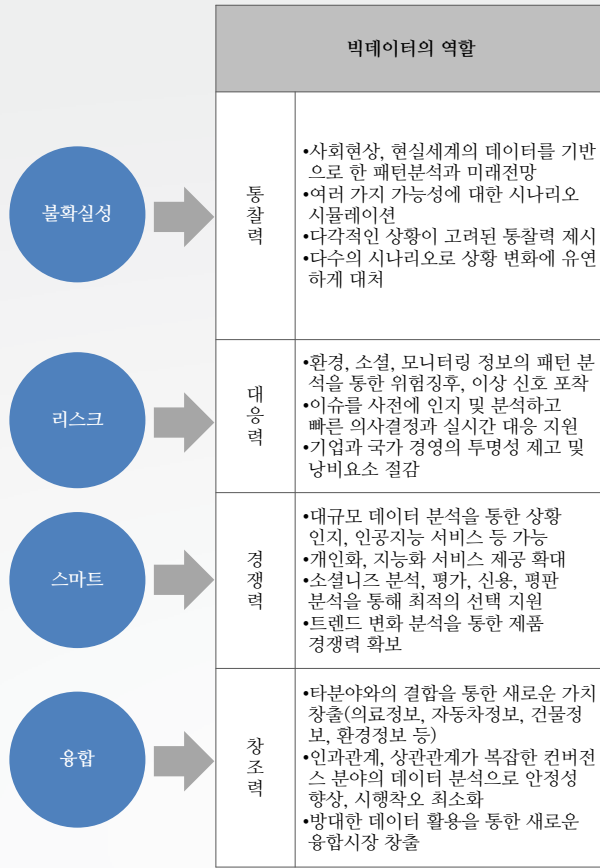 빅데이터의 역할
불확실성
통
찰
력
•사회현상, 현실세계의 데이터를 기반
으로 한 패턴분석과 미래전망
•여러 가지 가능성에 대한 시나리오
시뮬레이션
•다각적인 상황이 고려된 통찰력 제시
•다수의 시나리오로 상황 변화에 유연
하게 대처
리스크
대
응
력
•환경, 소셜, 모니터링 정보의 패턴 분
석을 통한 위험징후, 이상 신호 포착
•이슈를 사전에 인지 및 분석하고
빠른 의사결정과 실시간 대응 지원
•기업과 국가 경영의 투명성 제고 및
낭비요소 절감
스마트
경
쟁
력
•대규모 데이터 분석을 통한 상황
인지, 인공지능 서비스 등 가능
•개인화, 지능화 서비스 제공 확대
•소셜니즈 분석, 평가, 신용, 평판
분석을 통해 최적의 선택 지원
•트렌드 변화 분석을 통한 제품
경쟁력 확보
융합
창
조
력
•타분야와의 결합을 통한 새로운 가치
창출(의료정보, 자동차정보, 건물정
보, 환경정보 등)
•인과관계, 상관관계가 복잡한 컨버전
스 분야의 데이터 분석으로 안정성
향상, 시행착오 최소화
•방대한 데이터 활용을 통한 새로운
융합시장 창출